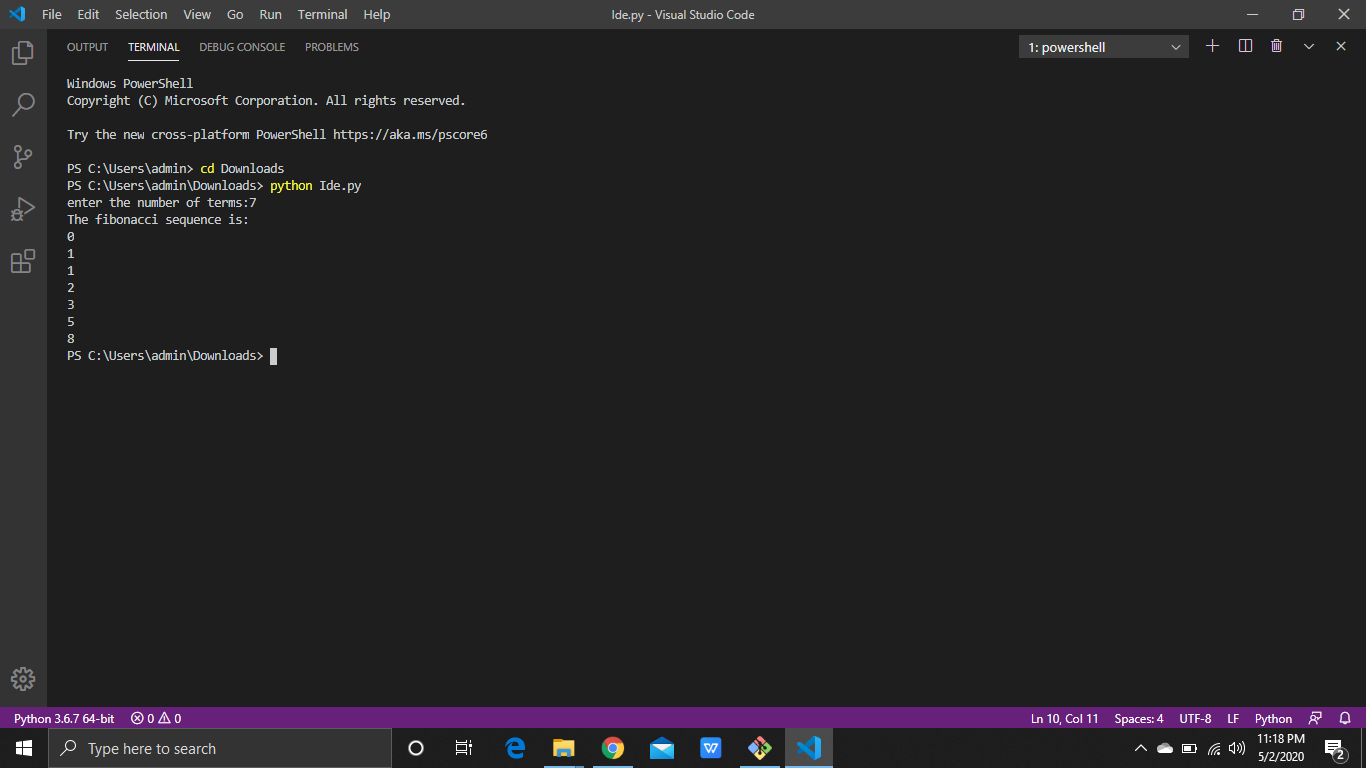 File Edit Selection View Go Run Terminal Help
Ide.py - Visual Studio Code
OUTPUT TERMINAL DEBUG CONSOLE PROBLEMS
1: powershell
Windows PowerShell
Copyright (C) Microsoft Corporation. All rights reserved.
Try the new cross-platform PowerShell https://aka.ms/pscore6
PS C:\Users\admin> cd Downloads
PS C:\Users\admin\Downloads> python Ide.py
enter the number of terms:7
The fibonacci sequence is:
0
1
1
2
3
5
8
PS C:\Users\admin\Downloads>
Python 3.6.7 64-bit 0 0 Ln 10, Col 11 Spaces: 4 UTF-8 LF Python
Type here to search
11:18 PM
5/2/2020
2